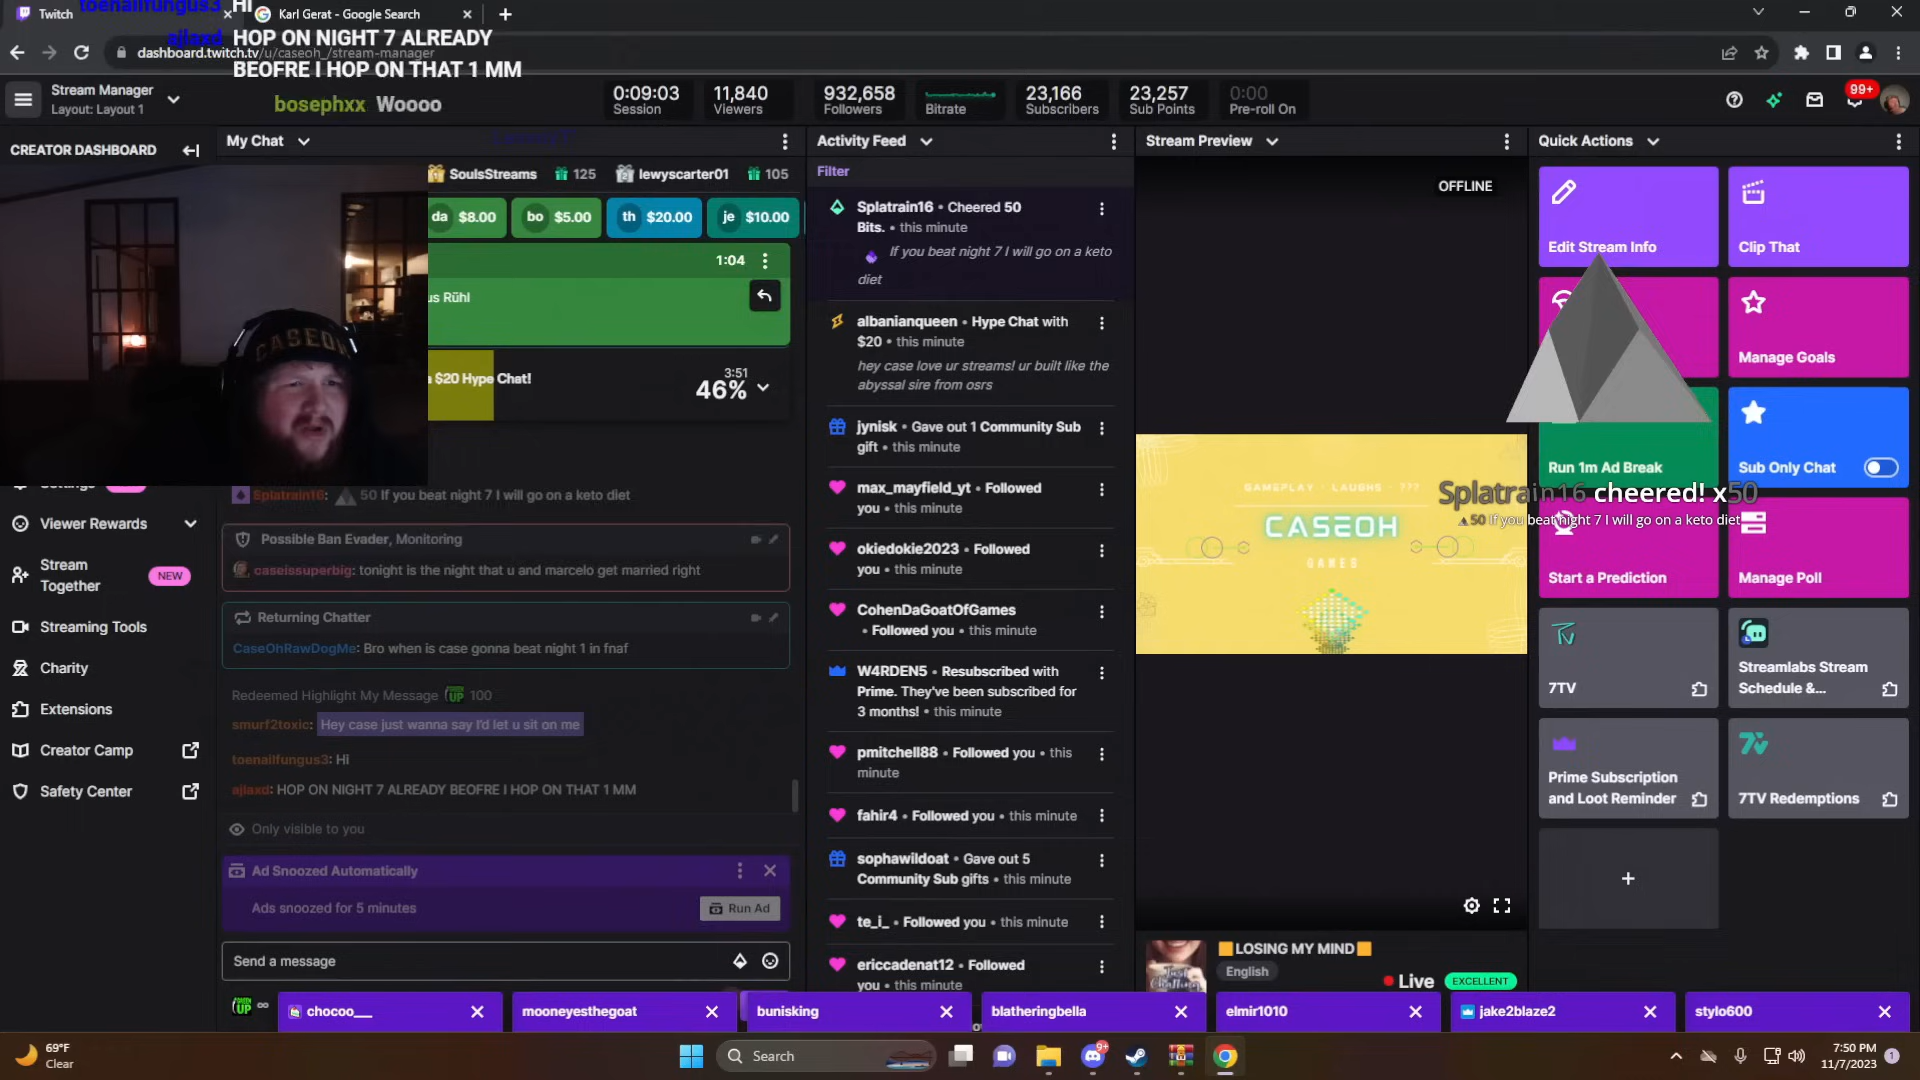 Twitch
toenailfungus3 HI
Karl Gerat - Google Search
ajlaxd HOP ON NIGHT 7 ALREADY
dashboard.twitch.tv/u/caseoh_/stream-manager
BEOFRE I HOP ON THAT 1 MM
bosephxx Woooo
Stream Manager
Layout: Layout 1
0:09:03
Session
11,840
Viewers
932,658
Followers
Bitrate
23,166
Subscribers
23,257
Sub Points
0:00
Pre-roll On
99+
CREATOR DASHBOARD
My Chat
SoulsStreams 125 lewyscarter01 105
da $8.00 bo $5.00 th $20.00 je $10.00
1:04
us Rühl
a $20 Hype Chat!
3:51
46%
CASEOH
Settings
Viewer Rewards
Stream
Together
NEW
Streaming Tools
Charity
Extensions
Creator Camp
Safety Center
Splatrain16: 50 If you beat night 7 I will go on a keto diet
Possible Ban Evader, Monitoring
caseissuperbig: tonight is the night that u and marcelo get married right
Returning Chatter
CaseOhRawDogMe: Bro when is case gonna beat night 1 in fnaf
Redeemed Highlight My Message UP 100
smurf2toxic: Hey case just wanna say I'd let u sit on me
toenailfungus3: Hi
ajlaxd: HOP ON NIGHT 7 ALREADY BEOFRE I HOP ON THAT 1 MM
Only visible to you
Ad Snoozed Automatically
Ads snoozed for 5 minutes
Run Ad
Send a message
Activity Feed
Filter
Splatrain16 • Cheered 50
Bits. • this minute
If you beat night 7 I will go on a keto
diet
albanianqueen • Hype Chat with
$20 • this minute
hey case love ur streams! ur built like the
abyssal sire from osrs
jynisk • Gave out 1 Community Sub
gift • this minute
max_mayfield_yt • Followed
you • this minute
okiedokie2023 • Followed
you • this minute
CohenDaGoatOfGames
• Followed you • this minute
W4RDEN5 • Resubscribed with
Prime. They've been subscribed for
3 months! • this minute
pmitchell88 • Followed you • this
minute
fahir4 • Followed you • this minute
sophawildoat • Gave out 5
Community Sub gifts • this minute
te_i_ • Followed you • this minute
ericcadenat12 • Followed
you • this minute
Stream Preview
OFFLINE
GAMEPLAY · LAUGHS · ???
CASEOH
GAMES
LOSING MY MIND
English
Live
EXCELLENT
Quick Actions
Edit Stream Info
Clip That
Manage Goals
Run 1m Ad Break
Sub Only Chat
Splatrain16 cheered! x50
50 If you beat night 7 I will go on a keto diet
Start a Prediction
Manage Poll
7TV
Streamlabs Stream
Schedule &...
Prime Subscription
and Loot Reminder
7TV Redemptions
+
chocoo__
mooneyesthegoat
bunisking
blatheringbella
elmir1010
jake2blaze2
stylo600
69°F
Clear
Search
9+
7:50 PM
11/7/2023
1